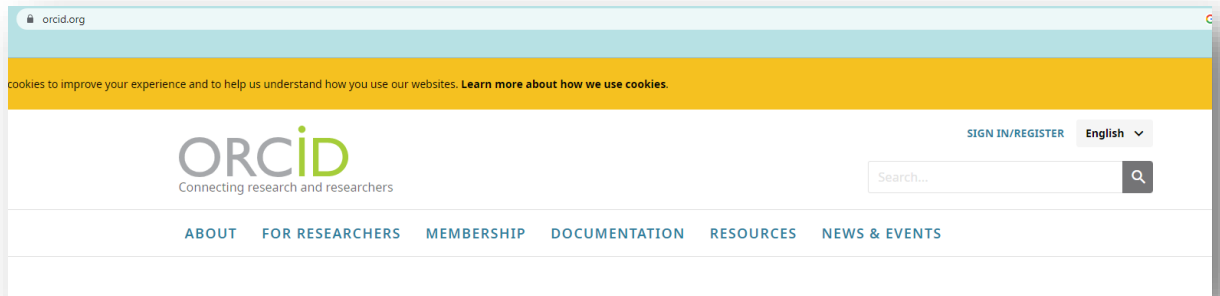 orcid.org
cookies to improve your experience and to help us understand how you use our websites. Learn more about how we use cookies.
SIGN IN/REGISTER English
ORCID
Connecting research and researchers
Search...
ABOUT FOR RESEARCHERS MEMBERSHIP DOCUMENTATION RESOURCES NEWS & EVENTS